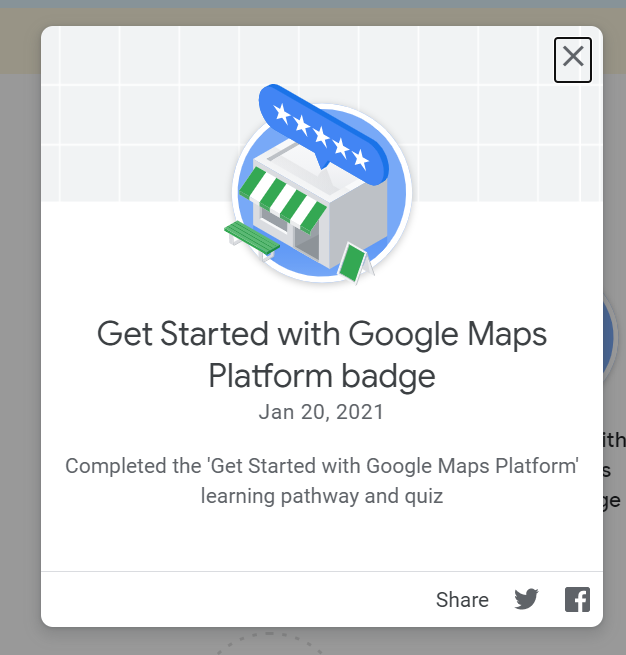 Get Started with Google Maps
Platform badge
Jan 20, 2021
Completed the 'Get Started with Google Maps Platform'
learning pathway and quiz
Share